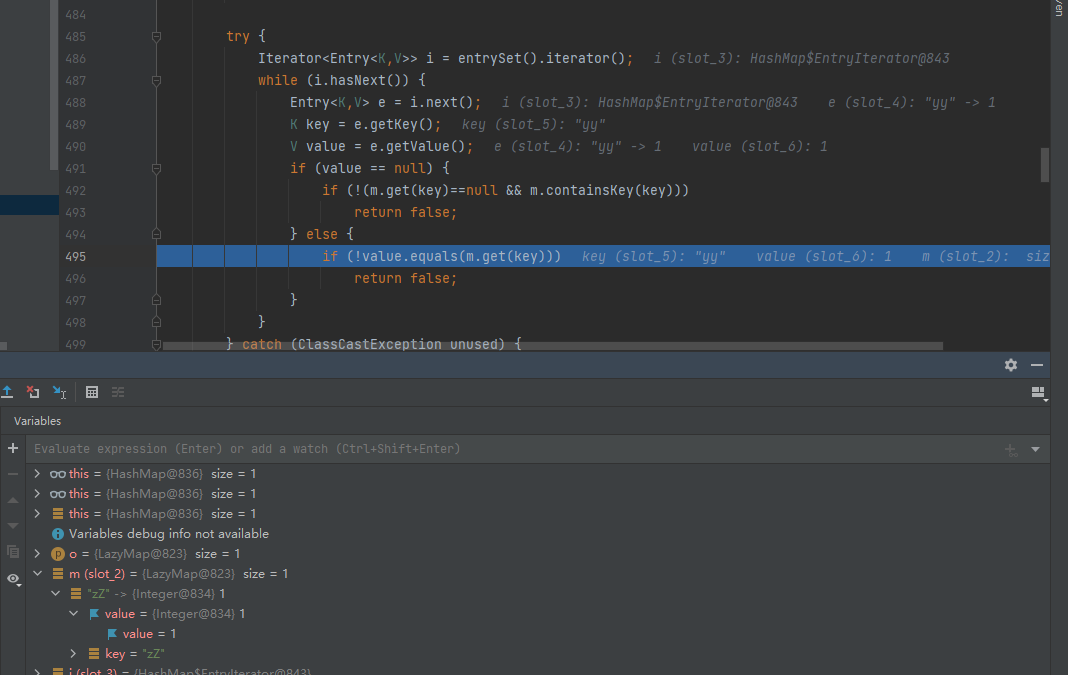 en
484
485 try {
486 Iterator<Entry<K,V>> i = entrySet().iterator(); i (slot_3): HashMap$EntryIterator@843
487 while (i.hasNext()) {
488 Entry<K,V> e = i.next(); i (slot_3): HashMap$EntryIterator@843 e (slot_4): "yy" -> 1
489 K key = e.getKey(); key (slot_5): "yy"
490 V value = e.getValue(); e (slot_4): "yy" -> 1 value (slot_6): 1
491 if (value == null) {
492 if (!(m.get(key)==null && m.containsKey(key)))
493 return false;
494 } else {
495 if (!value.equals(m.get(key))) key (slot_5): "yy" value (slot_6): 1 m (slot_2): siz
496 return false;
497 }
498 }
499 } catch (ClassCastException unused) {
Variables
Evaluate expression (Enter) or add a watch (Ctrl+Shift+Enter)
this = {HashMap@836} size = 1
this = {HashMap@836} size = 1
this = {HashMap@836} size = 1
Variables debug info not available
p o = {LazyMap@823} size = 1
m (slot_2) = {LazyMap@823} size = 1
"zZ" -> {Integer@834} 1
value = {Integer@834} 1
value = 1
key = "zZ"
i (slot_3) = {HashMap$EntryIterator@843}